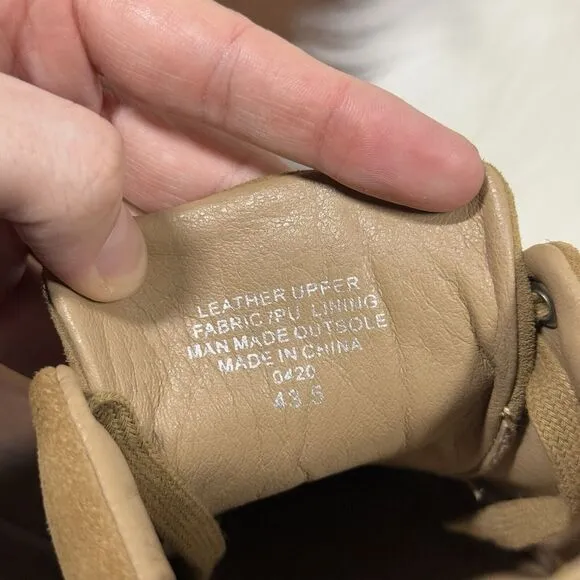 LEATHER UPPER
FABRIC/PU LINING
MAN MADE OUTSOLE
MADE IN CHINA
0420
43.5